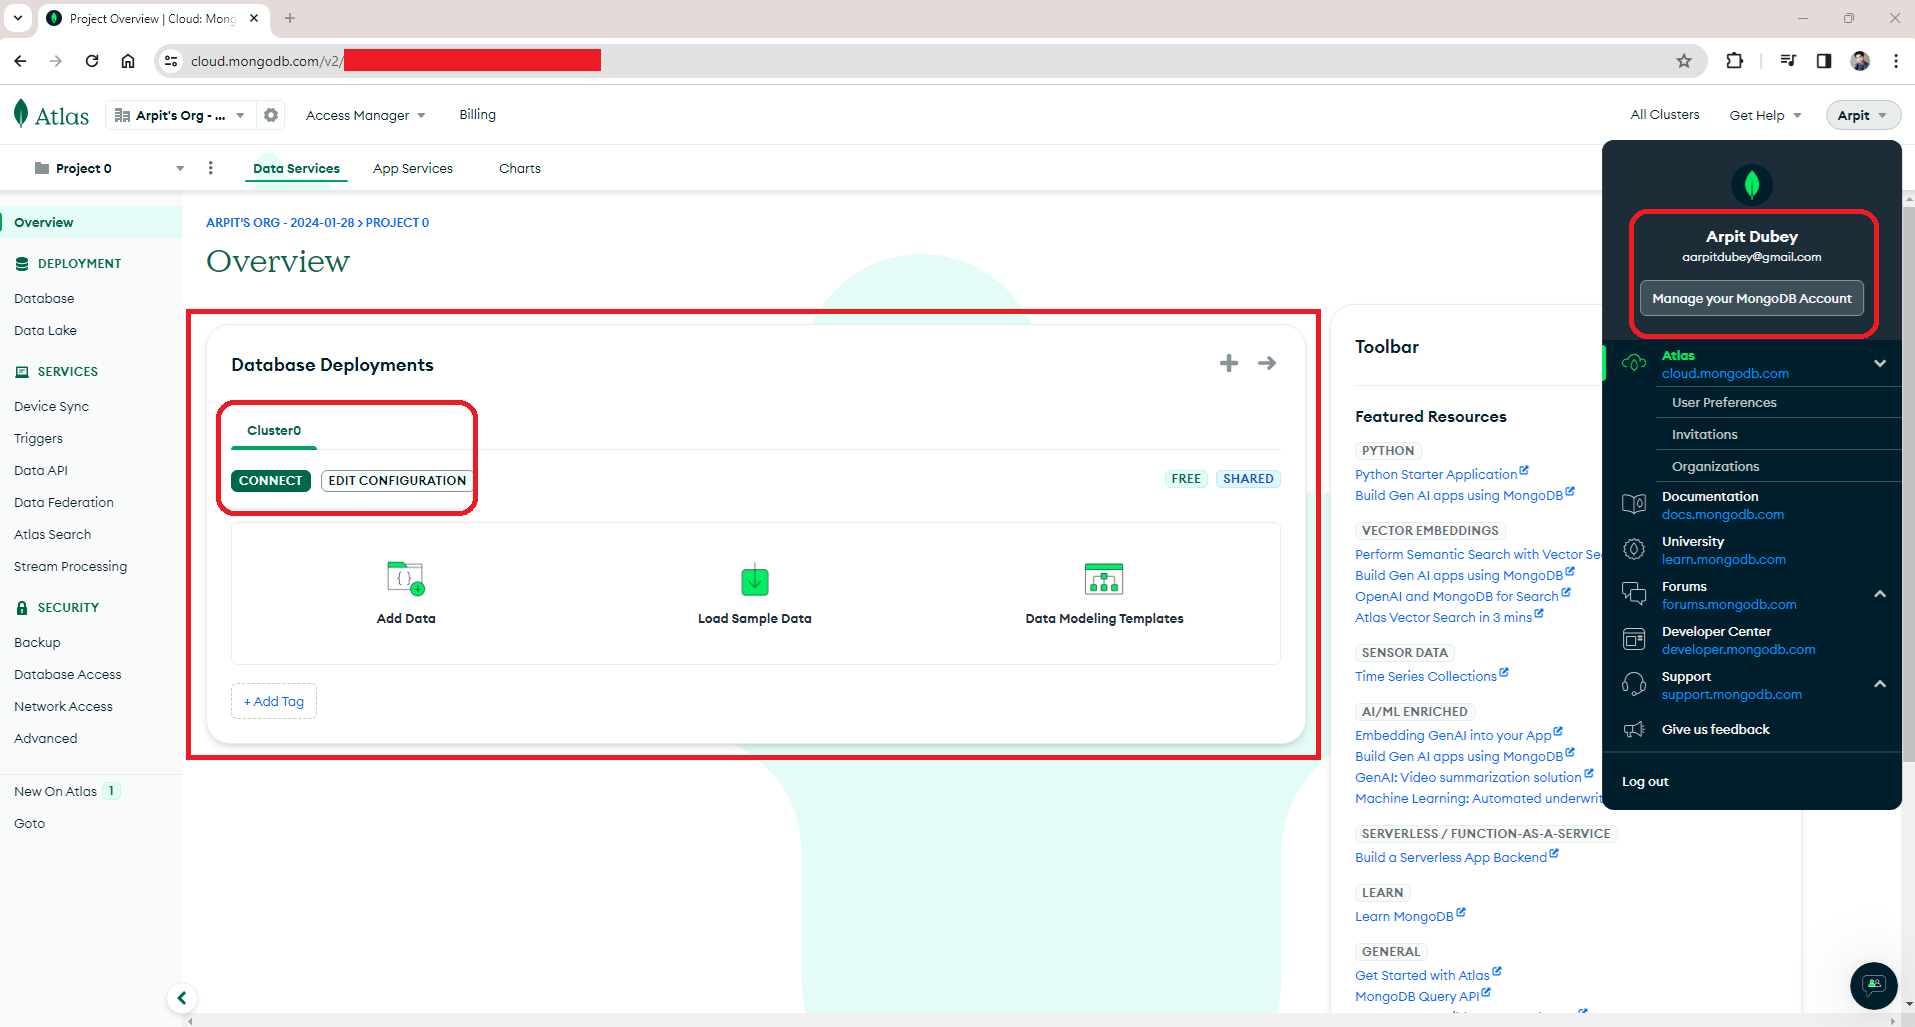 Project Overview | Cloud: Mong
cloud.mongodb.com/v2/
Atlas
Arpit's Org - ...
Access Manager
Billing
All Clusters
Get Help
Arpit
Project 0
Data Services
App Services
Charts
Overview
DEPLOYMENT
Database
Data Lake
SERVICES
Device Sync
Triggers
Data API
Data Federation
Atlas Search
Stream Processing
SECURITY
Backup
Database Access
Network Access
Advanced
New On Atlas 1
Goto
ARPIT'S ORG - 2024-01-28 > PROJECT 0
Overview
Database Deployments
Cluster0
CONNECT
EDIT CONFIGURATION
FREE
SHARED
Add Data
Load Sample Data
Data Modeling Templates
+ Add Tag
Toolbar
Featured Resources
PYTHON
Python Starter Application
Build Gen AI apps using MongoDB
VECTOR EMBEDDINGS
Perform Semantic Search with Vector Se
Build Gen AI apps using MongoDB
OpenAI and MongoDB for Search
Atlas Vector Search in 3 mins
SENSOR DATA
Time Series Collections
AI/ML ENRICHED
Embedding GenAI into your App
Build Gen AI apps using MongoDB
GenAI: Video summarization solution
Machine Learning: Automated underwrit
SERVERLESS / FUNCTION-AS-A-SERVICE
Build a Serverless App Backend
LEARN
Learn MongoDB
GENERAL
Get Started with Atlas
MongoDB Query API
Arpit Dubey
aarpitdubey@gmail.com
Manage your MongoDB Account
Atlas
cloud.mongodb.com
User Preferences
Invitations
Organizations
Documentation
docs.mongodb.com
University
learn.mongodb.com
Forums
forums.mongodb.com
Developer Center
developer.mongodb.com
Support
support.mongodb.com
Give us feedback
Log out